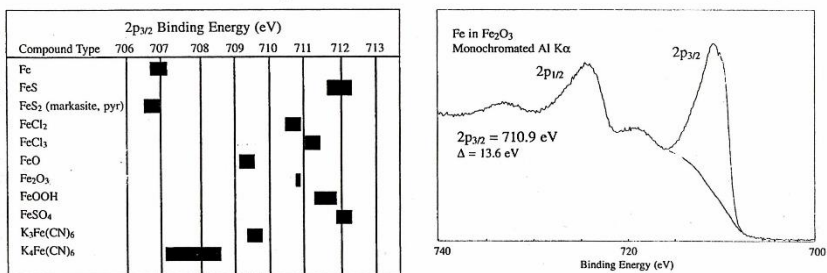 2p3/2 Binding Energy (eV)
Compound Type 706 707 708 709 710 711 712 713
Fe
FeS
FeS2 (markasite, pyr)
FeCl2
FeCl3
FeO
Fe2O3
FeOOH
FeSO4
K3Fe(CN)6
K4Fe(CN)6
Fe in Fe2O3
Monochromated Al Kα
2p1/2
2p3/2
2p3/2 = 710.9 eV
Δ = 13.6 eV
740 720 700
Binding Energy (eV)